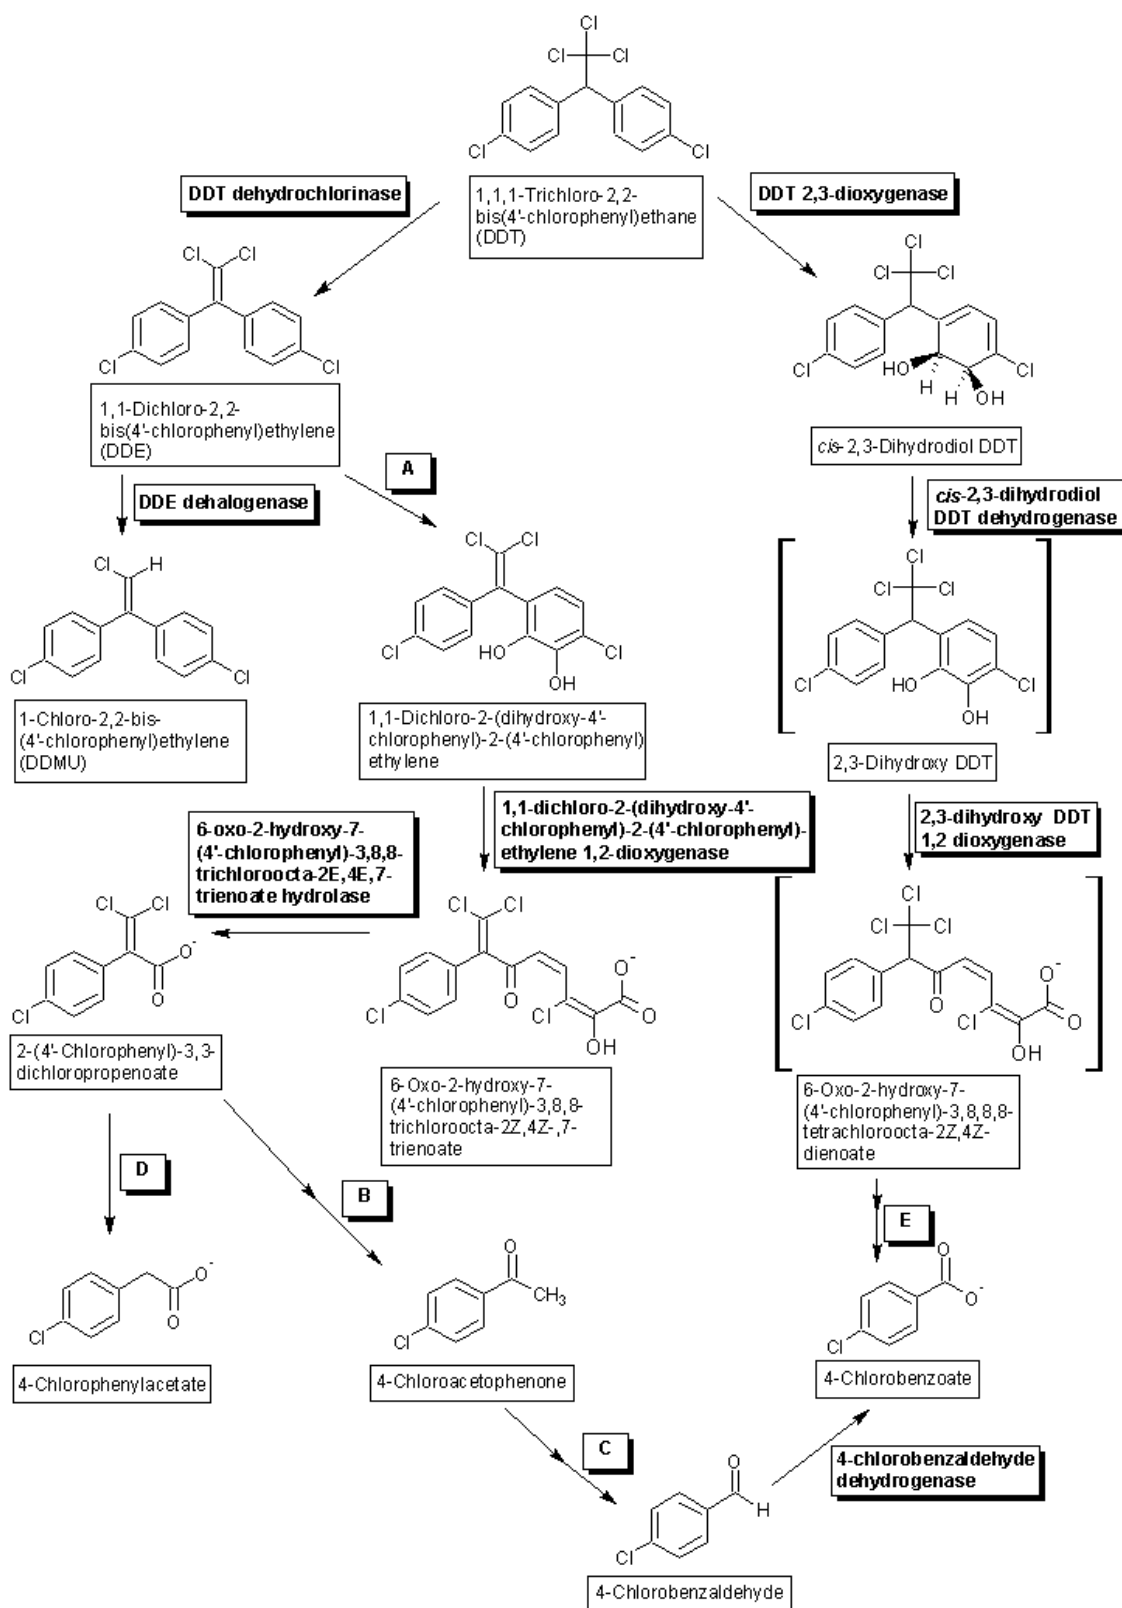 Cl
Cl
Cl
Cl
Cl
DDT dehydrochlorinase
1,1,1-Trichloro-2,2-
bis(4'-chlorophenyl)ethane
(DDT)
DDT 2,3-dioxygenase
Cl
Cl
Cl
Cl
1,1-Dichloro-2,2-
bis(4'-chlorophenyl)ethylene
(DDE)
Cl
Cl
Cl
Cl
Cl
HO
H
H
OH
cis-2,3-Dihydrodiol DDT
A
DDE dehalogenase
cis-2,3-dihydrodiol
DDT dehydrogenase
Cl
H
Cl
Cl
1-Chloro-2,2-bis-
(4'-chlorophenyl)ethylene
(DDMU)
Cl
Cl
Cl
Cl
HO
OH
1,1-Dichloro-2-(dihydroxy-4'-
chlorophenyl)-2-(4'-chlorophenyl)
ethylene
Cl
Cl
Cl
Cl
Cl
HO
OH
2,3-Dihydroxy DDT
6-oxo-2-hydroxy-7-
(4'-chlorophenyl)-3,8,8-
trichloroocta-2E,4E,7-
trienoate hydrolase
1,1-dichloro-2-(dihydroxy-4'-
chlorophenyl)-2-(4'-chlorophenyl)-
ethylene 1,2-dioxygenase
2,3-dihydroxy DDT
1,2 dioxygenase
Cl
Cl
O-
O
Cl
2-(4'-Chlorophenyl)-3,3-
dichloropropenoate
Cl
Cl
O
Cl
Cl
O-
O
OH
6-Oxo-2-hydroxy-7-
(4'-chlorophenyl)-3,8,8-
trichloroocta-2Z,4Z-,7-
trienoate
Cl
Cl
Cl
O
Cl
Cl
O-
O
OH
6-Oxo-2-hydroxy-7-
(4'-chlorophenyl)-3,8,8,8-
tetrachloroocta-2Z,4Z-
dienoate
D
B
E
O-
O
Cl
4-Chlorophenylacetate
O
CH3
Cl
4-Chloroacetophenone
O
O-
Cl
4-Chlorobenzoate
C
4-chlorobenzaldehyde
dehydrogenase
O
H
Cl
4-Chlorobenzaldehyde